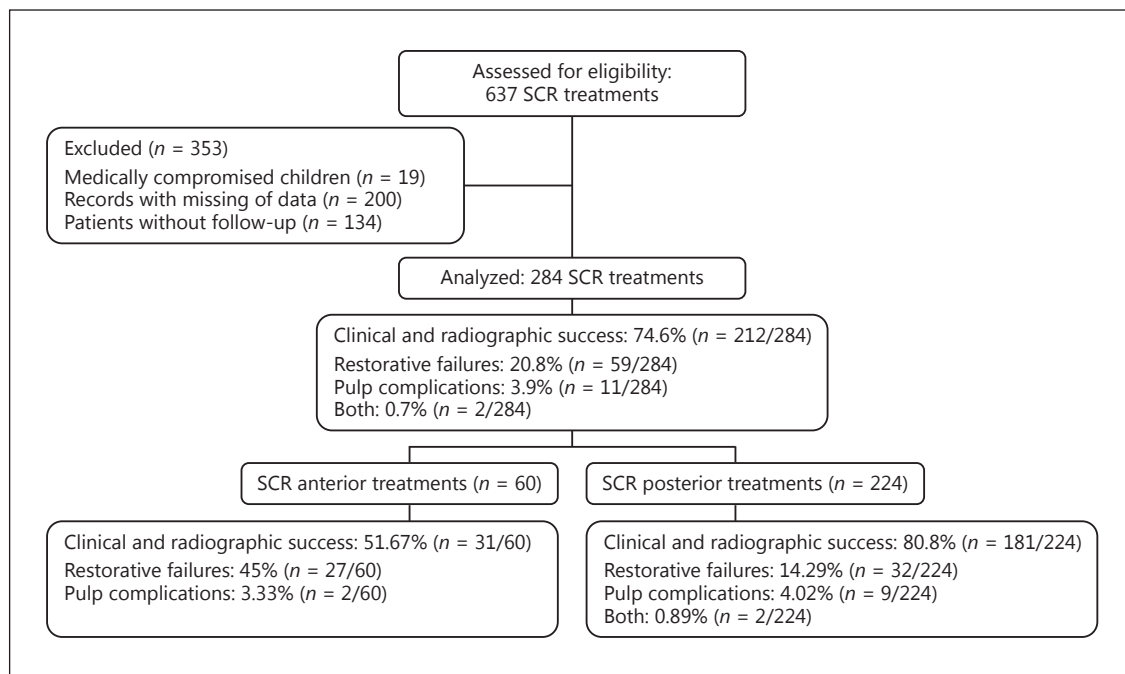 Assessed for eligibility:
637 SCR treatments
Excluded (n = 353)
Medically compromised children (n = 19)
Records with missing of data (n = 200)
Patients without follow-up (n = 134)
Analyzed: 284 SCR treatments
Clinical and radiographic success: 74.6% (n = 212/284)
Restorative failures: 20.8% (n = 59/284)
Pulp complications: 3.9% (n = 11/284)
Both: 0.7% (n = 2/284)
SCR anterior treatments (n = 60)
SCR posterior treatments (n = 224)
Clinical and radiographic success: 51.67% (n = 31/60)
Restorative failures: 45% (n = 27/60)
Pulp complications: 3.33% (n = 2/60)
Clinical and radiographic success: 80.8% (n = 181/224)
Restorative failures: 14.29% (n = 32/224)
Pulp complications: 4.02% (n = 9/224)
Both: 0.89% (n = 2/224)